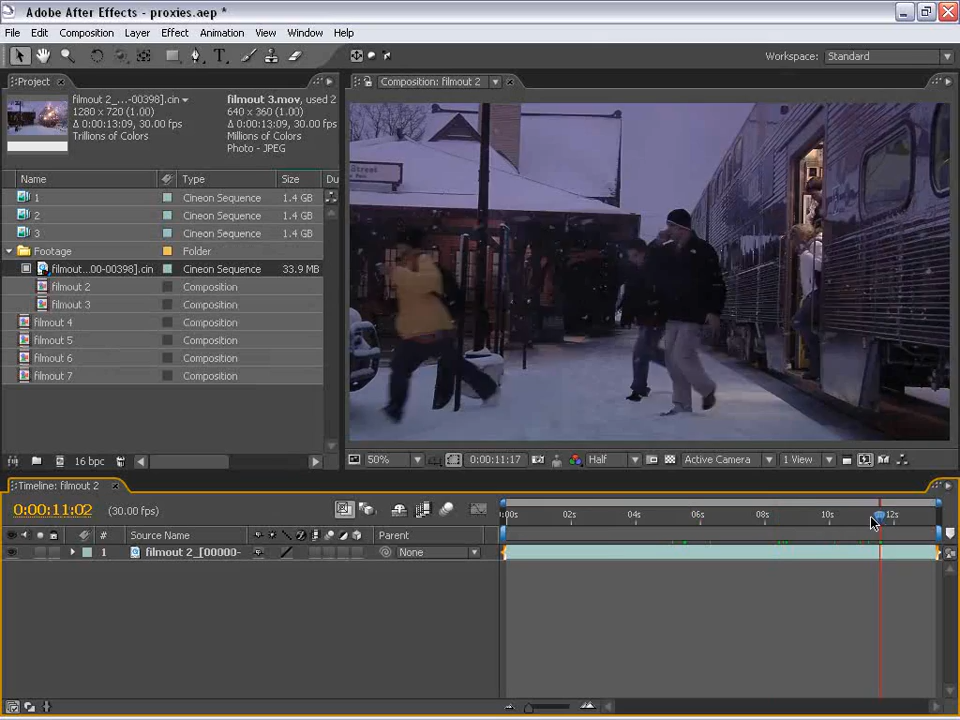 Adobe After Effects - proxies.aep *
File Edit Composition Layer Effect Animation View Window Help
Workspace: Standard
Project
filmout 2_...-00398].cin
1280 x 720 (1.00)
Δ 0:00:13:09, 30.00 fps
Trillions of Colors
filmout 3.mov, used 2
640 x 360 (1.00)
Δ 0:00:13:09, 30.00 fps
Millions of Colors
Photo - JPEG
Name Type Size Du
1 Cineon Sequence 1.4 GB
2 Cineon Sequence 1.4 GB
3 Cineon Sequence 1.4 GB
Footage Folder
filmout...00-00398].cin Cineon Sequence 33.9 MB
filmout 2 Composition
filmout 3 Composition
filmout 4 Composition
filmout 5 Composition
filmout 6 Composition
filmout 7 Composition
16 bpc
Composition: filmout 2
Street
50% 0:00:11:17 Half Active Camera 1 View
Timeline: filmout 2
0:00:11:02 (30.00 fps)
:00s 02s 04s 06s 08s 10s 12s
# Source Name Parent
1 filmout 2_[00000- None